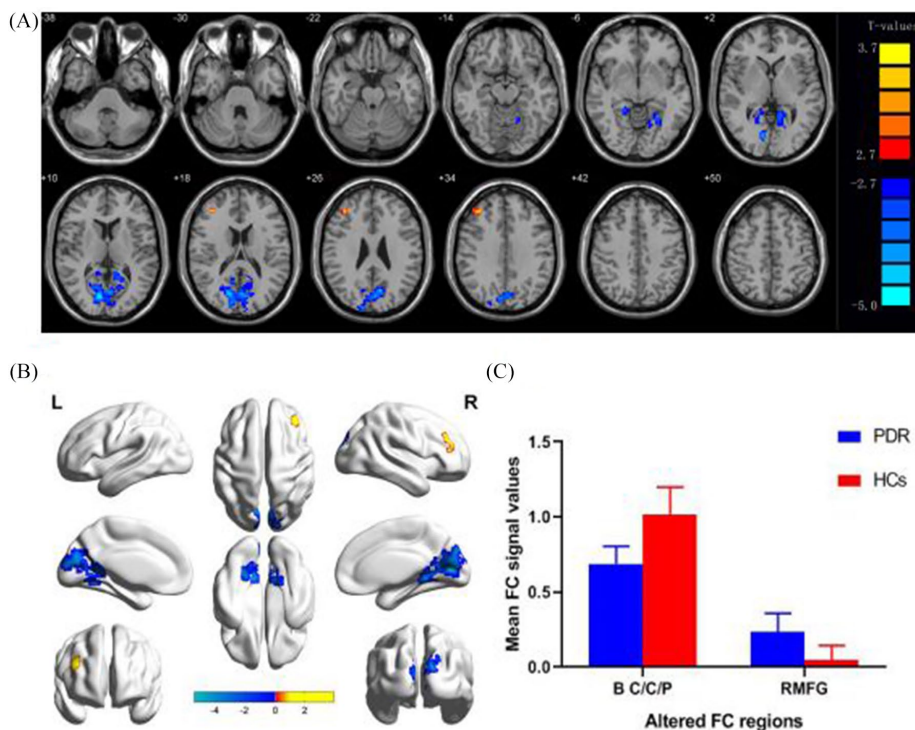 (A)
-38 -30 -22 -14 -6 +2
+10 +18 +26 +34 +42 +50
T-values
3.7
2.7
-2.7
-5.0
(B)
L R
-4 -2 0 2
(C)
PDR
HCs
Mean FC signal values
1.5
1.0
0.5
0.0
B C/C/P RMFG
Altered FC regions